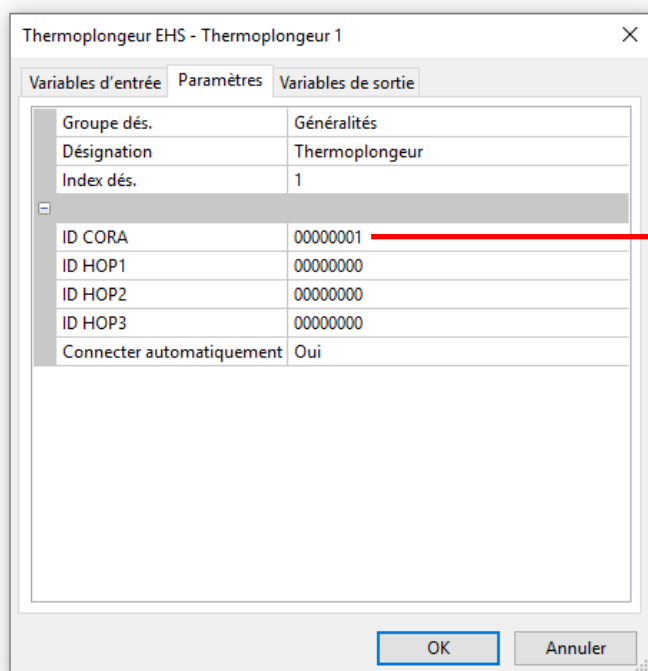 Thermoplongeur EHS - Thermoplongeur 1
Variables d'entrée Paramètres Variables de sortie
Groupe dés. Généralités
Désignation Thermoplongeur
Index dés. 1
ID CORA 00000001
ID HOP1 00000000
ID HOP2 00000000
ID HOP3 00000000
Connecter automatiquement Oui
OK Annuler